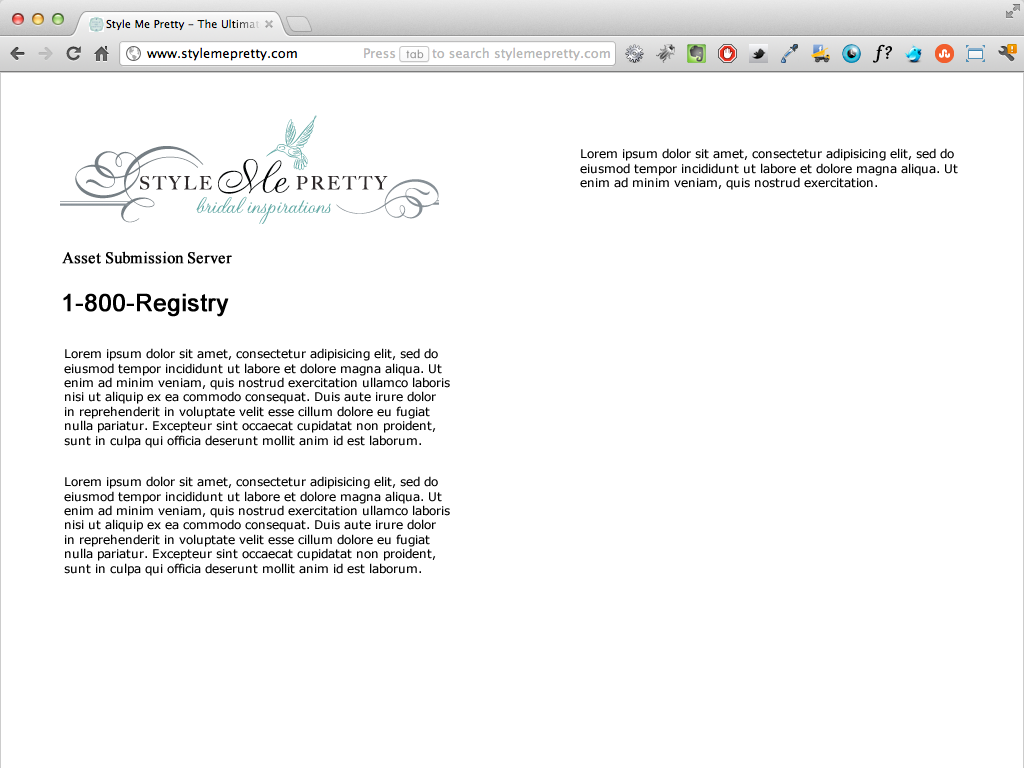 Style Me Pretty – The Ultimat
www.stylemepretty.com
Press tab to search stylemepretty.com
f?
STYLE Me PRETTY
bridal inspirations
Asset Submission Server
1-800-Registry
Lorem ipsum dolor sit amet, consectetur adipisicing elit, sed do
eiusmod tempor incididunt ut labore et dolore magna aliqua. Ut
enim ad minim veniam, quis nostrud exercitation ullamco laboris
nisi ut aliquip ex ea commodo consequat. Duis aute irure dolor
in reprehenderit in voluptate velit esse cillum dolore eu fugiat
nulla pariatur. Excepteur sint occaecat cupidatat non proident,
sunt in culpa qui officia deserunt mollit anim id est laborum.
Lorem ipsum dolor sit amet, consectetur adipisicing elit, sed do
eiusmod tempor incididunt ut labore et dolore magna aliqua. Ut
enim ad minim veniam, quis nostrud exercitation ullamco laboris
nisi ut aliquip ex ea commodo consequat. Duis aute irure dolor
in reprehenderit in voluptate velit esse cillum dolore eu fugiat
nulla pariatur. Excepteur sint occaecat cupidatat non proident,
sunt in culpa qui officia deserunt mollit anim id est laborum.
Lorem ipsum dolor sit amet, consectetur adipisicing elit, sed do
eiusmod tempor incididunt ut labore et dolore magna aliqua. Ut
enim ad minim veniam, quis nostrud exercitation.